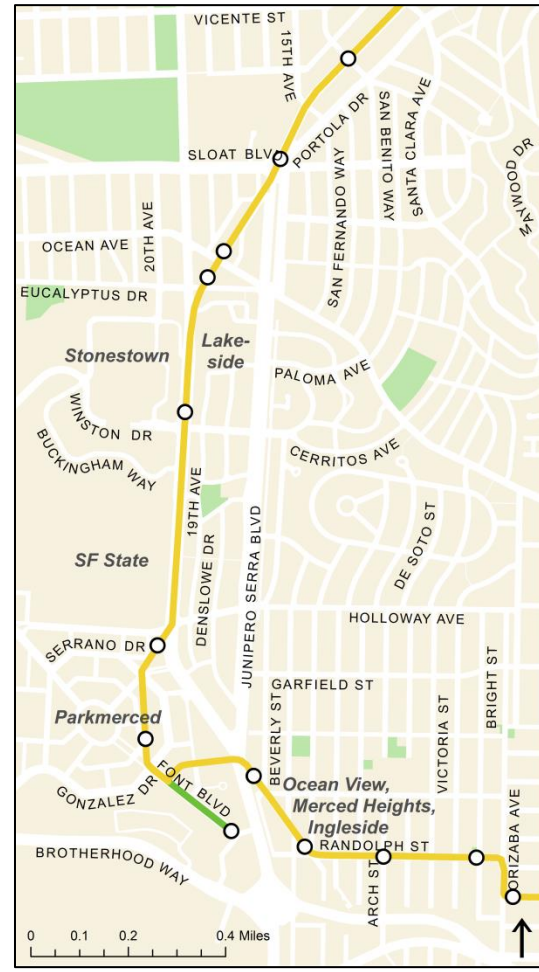 VICENTE ST
15TH AVE
PORTOLA DR
SAN BENITO WAY
SANTA CLARA AVE
SLOAT BLVD
MAYWOOD DR
SAN FERNANDO WAY
20TH AVE
OCEAN AVE
EUCALYPTUS DR
Stonestown
Lake-
side
PALOMA AVE
WINSTON DR
BUCKINGHAM WAY
CERRITOS AVE
19TH AVE
DE SOTO ST
SF State
DENSLOWE DR
JUNIPERO SERRA BLVD
HOLLOWAY AVE
SERRANO DR
BRIGHT ST
GARFIELD ST
BEVERLY ST
VICTORIA ST
Parkmerced
FONT BLVD
GONZALEZ DR
Ocean View,
Merced Heights,
Ingleside
ORIZABA AVE
RANDOLPH ST
BROTHERHOOD WAY
ARCH ST
0 0.2 0.4 Miles